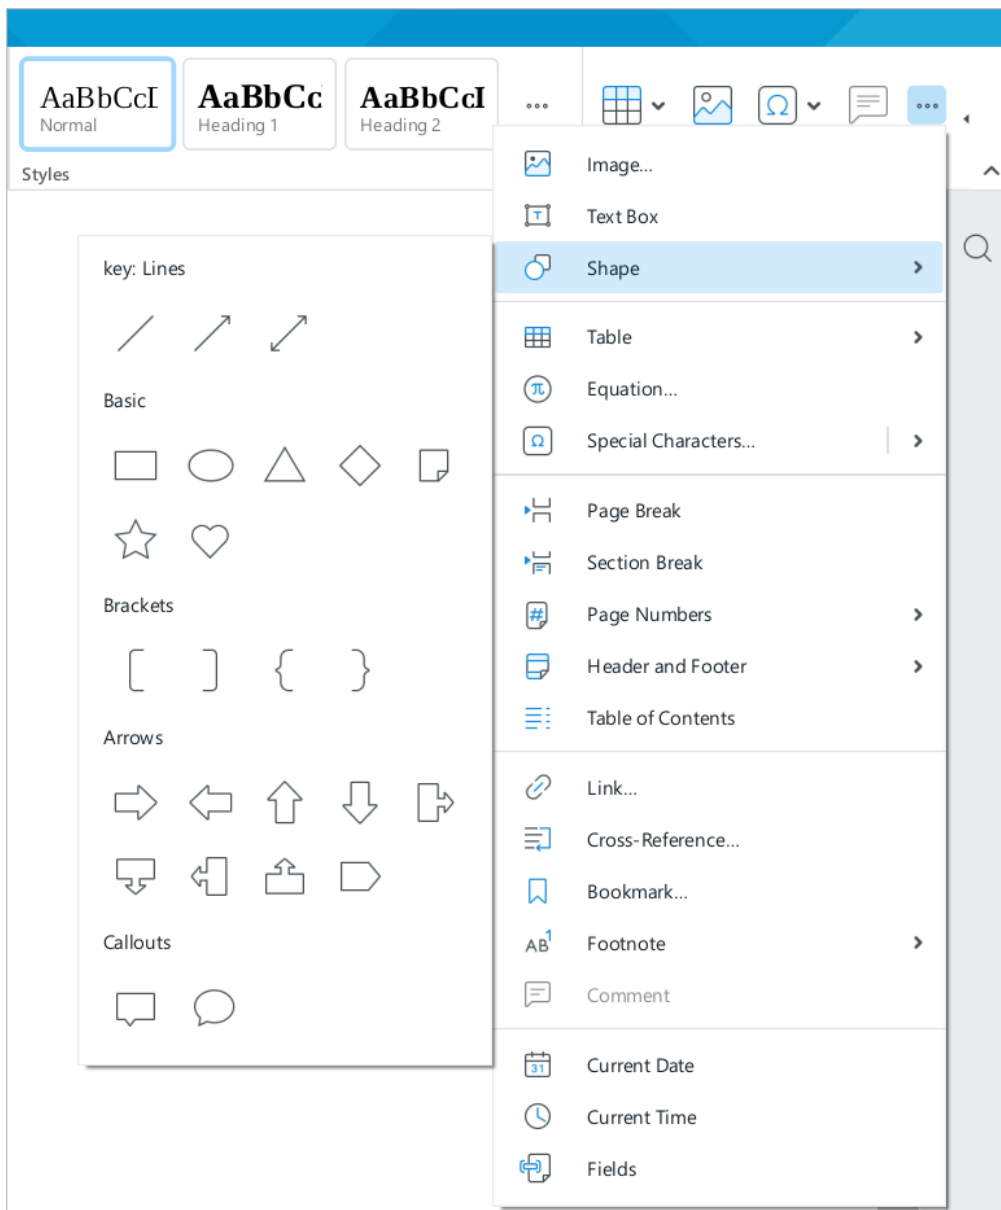 AaBbCcI
Normal
AaBbCc
Heading 1
AaBbCcI
Heading 2
Styles
Image...
Text Box
Shape
Table
Equation...
Special Characters...
Page Break
Section Break
Page Numbers
Header and Footer
Table of Contents
Link...
Cross-Reference...
Bookmark...
Footnote
Comment
Current Date
Current Time
Fields
key: Lines
Basic
Brackets
Arrows
Callouts